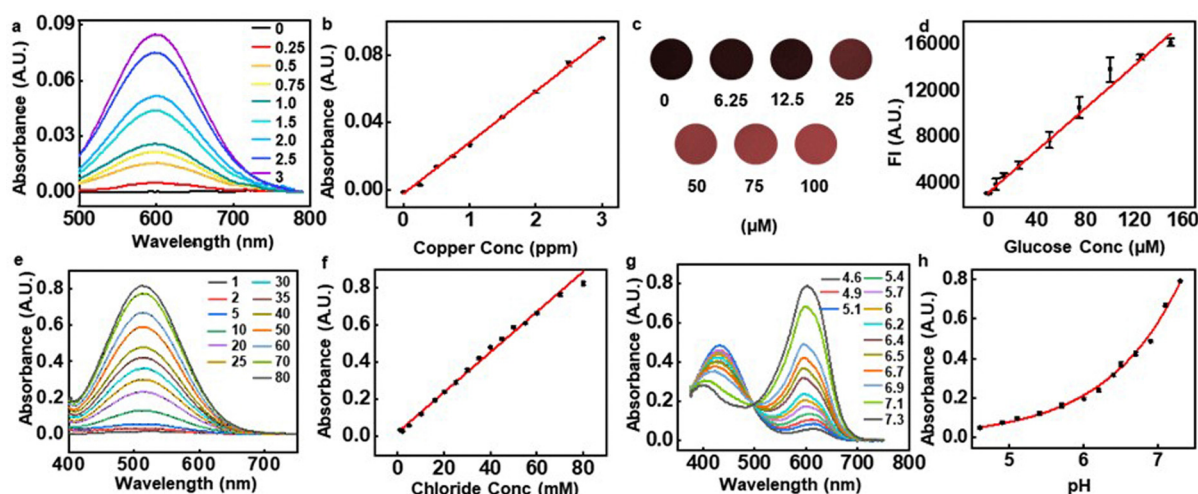 a
0.09
0.06
0.03
0.00
Absorbance (A.U.)
500 600 700 800
Wavelength (nm)
0
0.25
0.5
0.75
1.0
1.5
2.0
2.5
3
b
0.08
0.04
0.00
Absorbance (A.U.)
0 1 2 3
Copper Conc (ppm)
c
0 6.25 12.5 25
50 75 100
(µM)
d
16000
12000
8000
4000
FI (A.U.)
0 40 80 120 160
Glucose Conc (µM)
e
0.8
0.6
0.4
0.2
0.0
Absorbance (A.U.)
400 500 600 700
Wavelength (nm)
1 30
2 35
5 40
10 50
20 60
25 70
80
f
0.8
0.6
0.4
0.2
0.0
Absorbance (A.U.)
0 20 40 60 80
Chloride Conc (mM)
g
0.8
0.6
0.4
0.2
0.0
Absorbance (A.U.)
400 500 600 700 800
Wavelength (nm)
4.6 5.4
4.9 5.7
5.1 6
6.2
6.4
6.5
6.7
6.9
7.1
7.3
h
0.8
0.4
0.0
Absorbance (A.U.)
5 6 7
pH